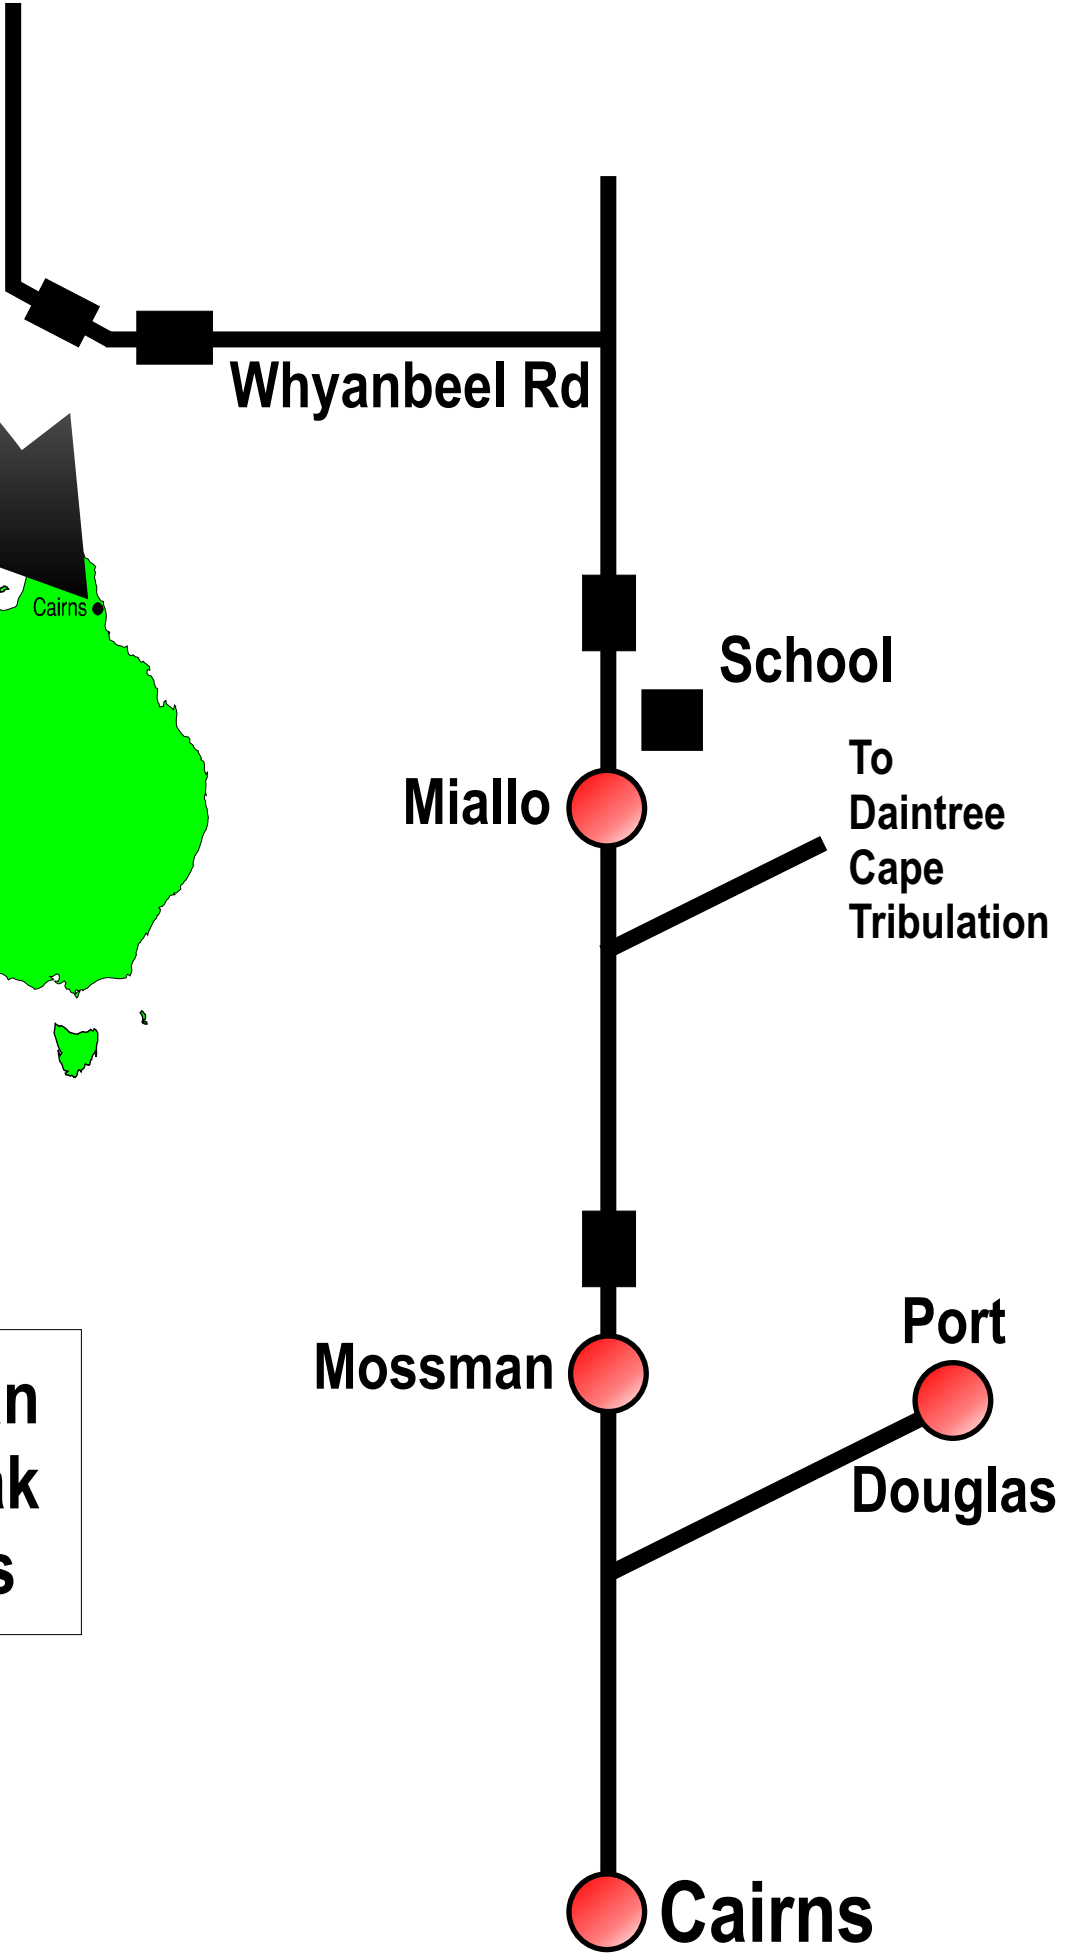 Whyanbeel Rd
Cairns
School
To
Daintree
Cape
Tribulation
Miallo
Port
Mossman
Douglas
Cairns